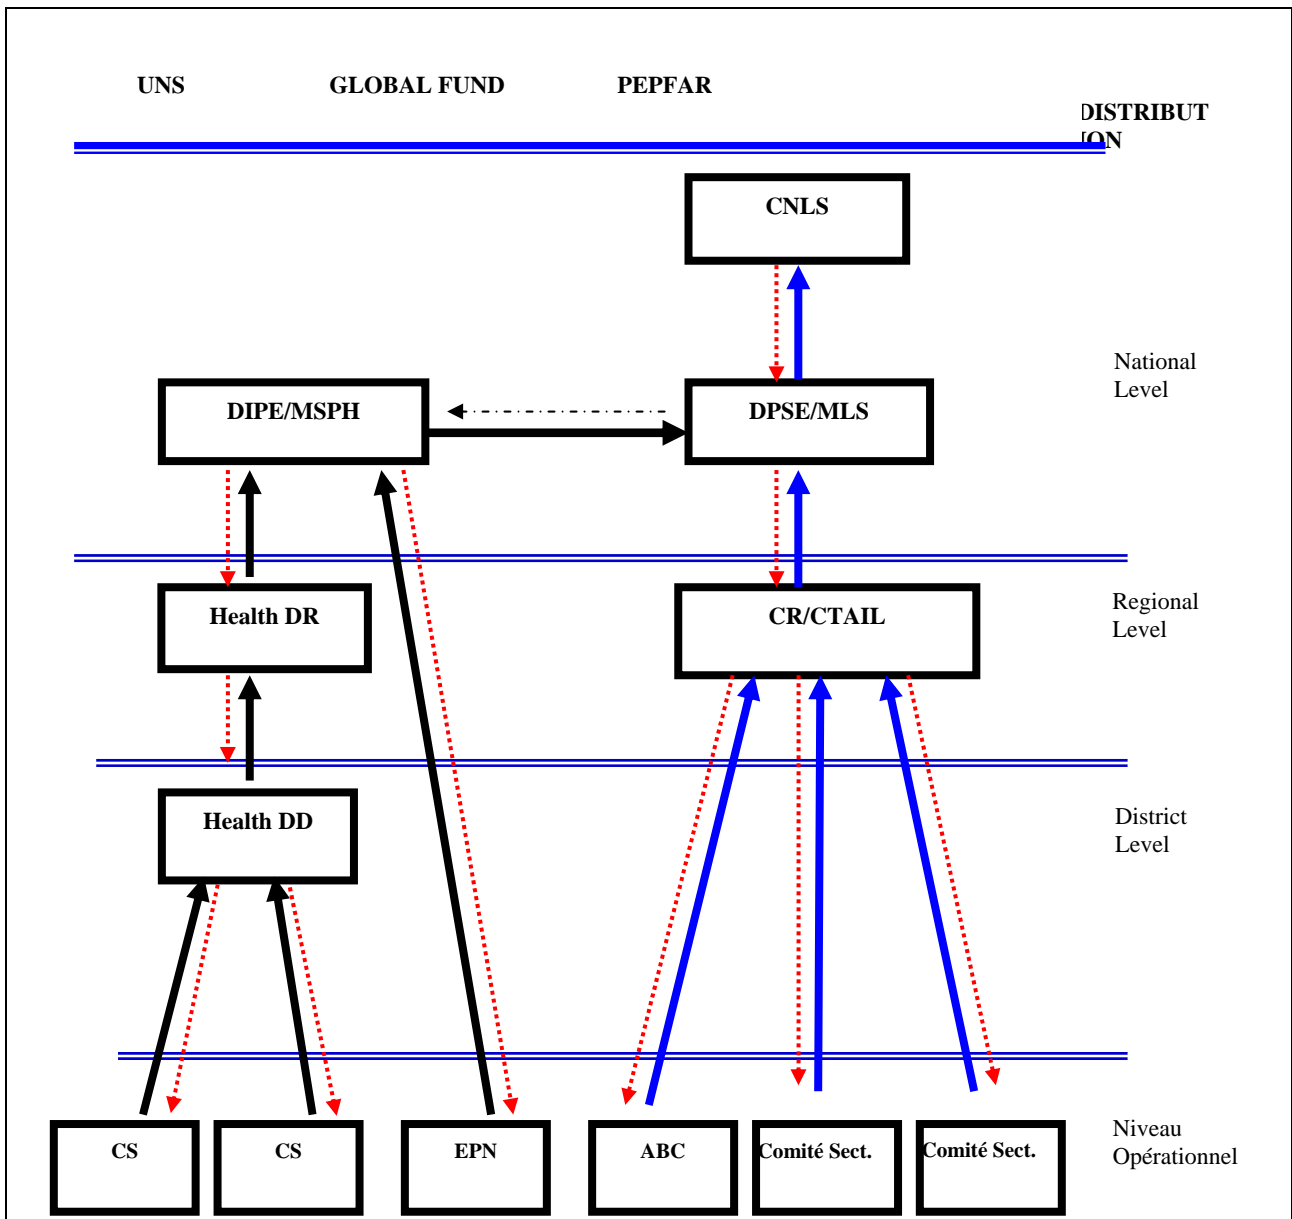 UNS GLOBAL FUND PEPFAR
DISTRIBUT
ION
CNLS
National
Level
DIPE/MSPH DPSE/MLS
Regional
Level
Health DR CR/CTAIL
District
Level
Health DD
Niveau
Opérationnel
CS CS EPN ABC Comité Sect. Comité Sect.